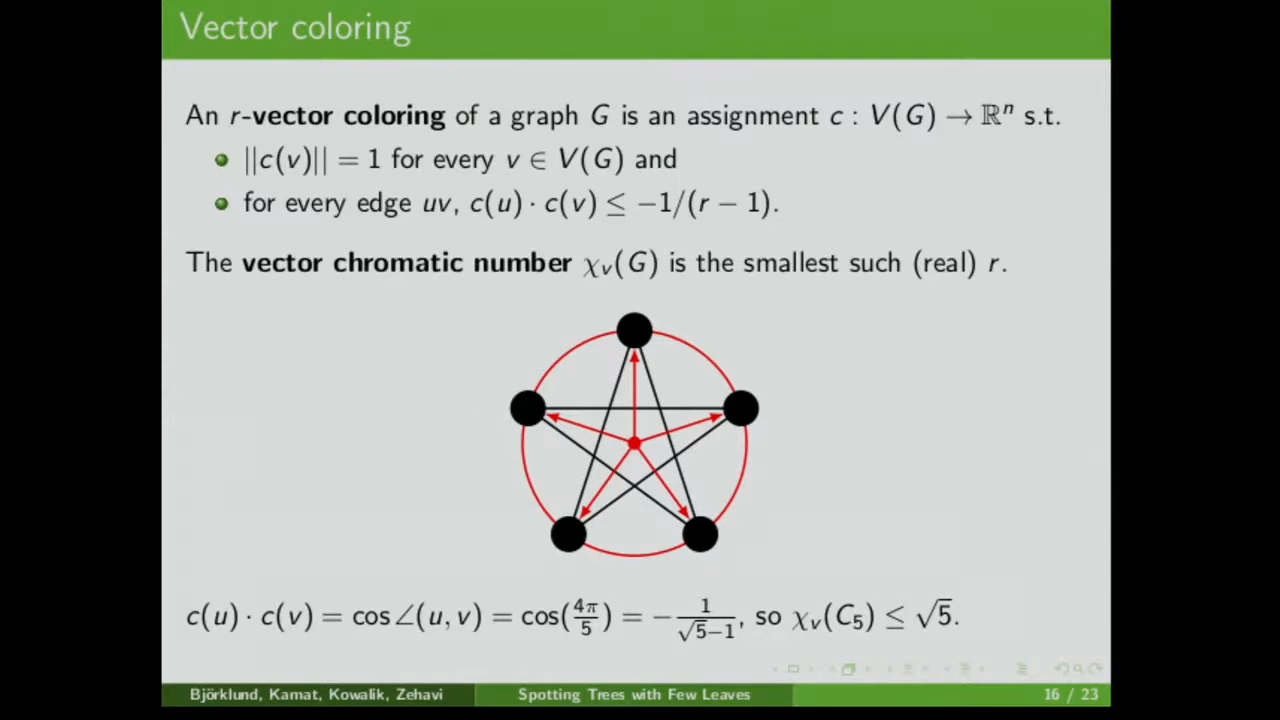 Vector coloring
An r-vector coloring of a graph G is an assignment c : V(G) → ℝⁿ s.t.
||c(v)|| = 1 for every v ∈ V(G) and
for every edge uv, c(u) · c(v) ≤ −1/(r − 1).
The vector chromatic number χᵥ(G) is the smallest such (real) r.
c(u) · c(v) = cos∠(u, v) = cos(4π/5) = −1/(√5−1), so χᵥ(C₅) ≤ √5.
Björklund, Kamat, Kowalik, Zehavi Spotting Trees with Few Leaves 16 / 23